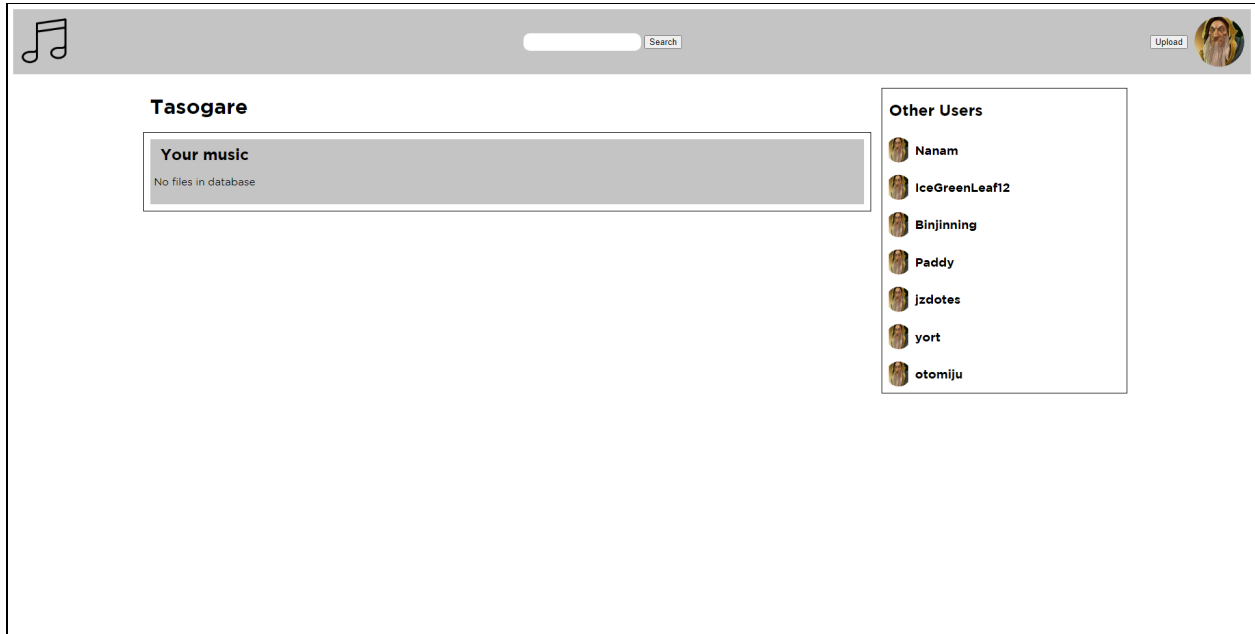 Search
Upload
Tasogare
Your music
No files in database
Other Users
Nanam
IceGreenLeaf12
Binjinning
Paddy
jzdotes
yort
otomiju